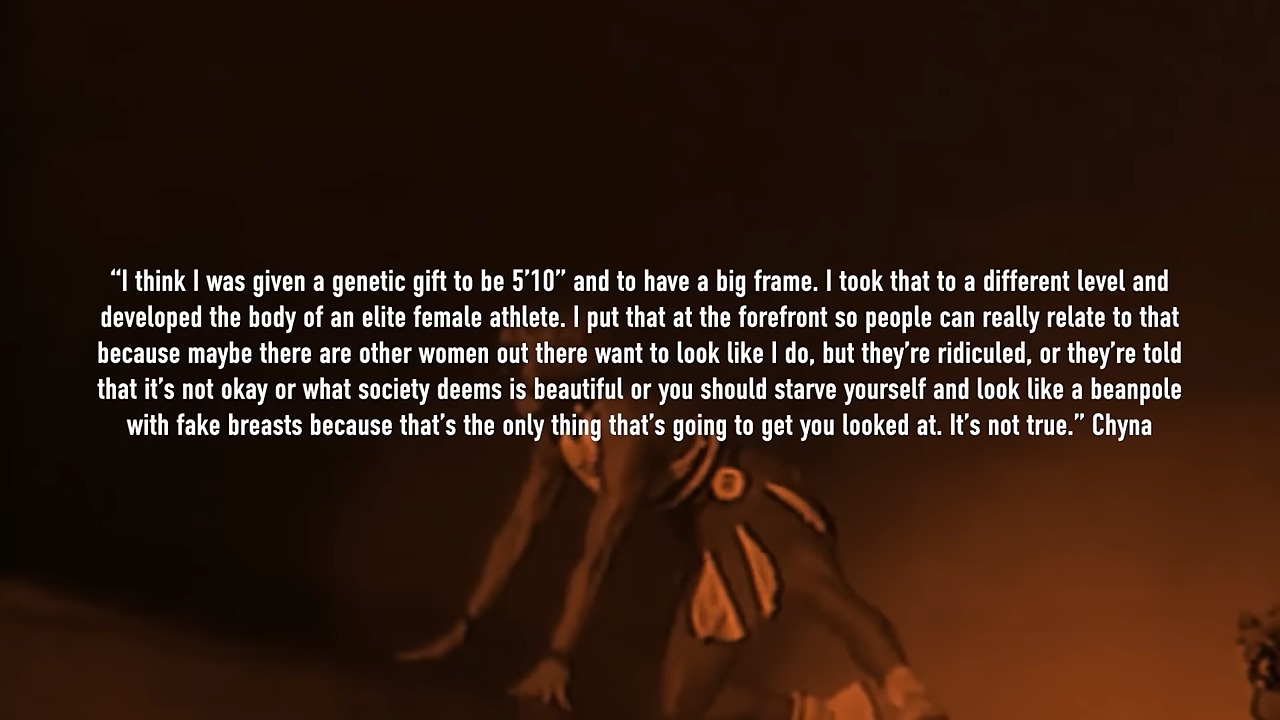 “I think I was given a genetic gift to be 5’10” and to have a big frame. I took that to a different level and
developed the body of an elite female athlete. I put that at the forefront so people can really relate to that
because maybe there are other women out there want to look like I do, but they’re ridiculed, or they’re told
that it’s not okay or what society deems is beautiful or you should starve yourself and look like a beanpole
with fake breasts because that’s the only thing that’s going to get you looked at. It’s not true.” Chyna